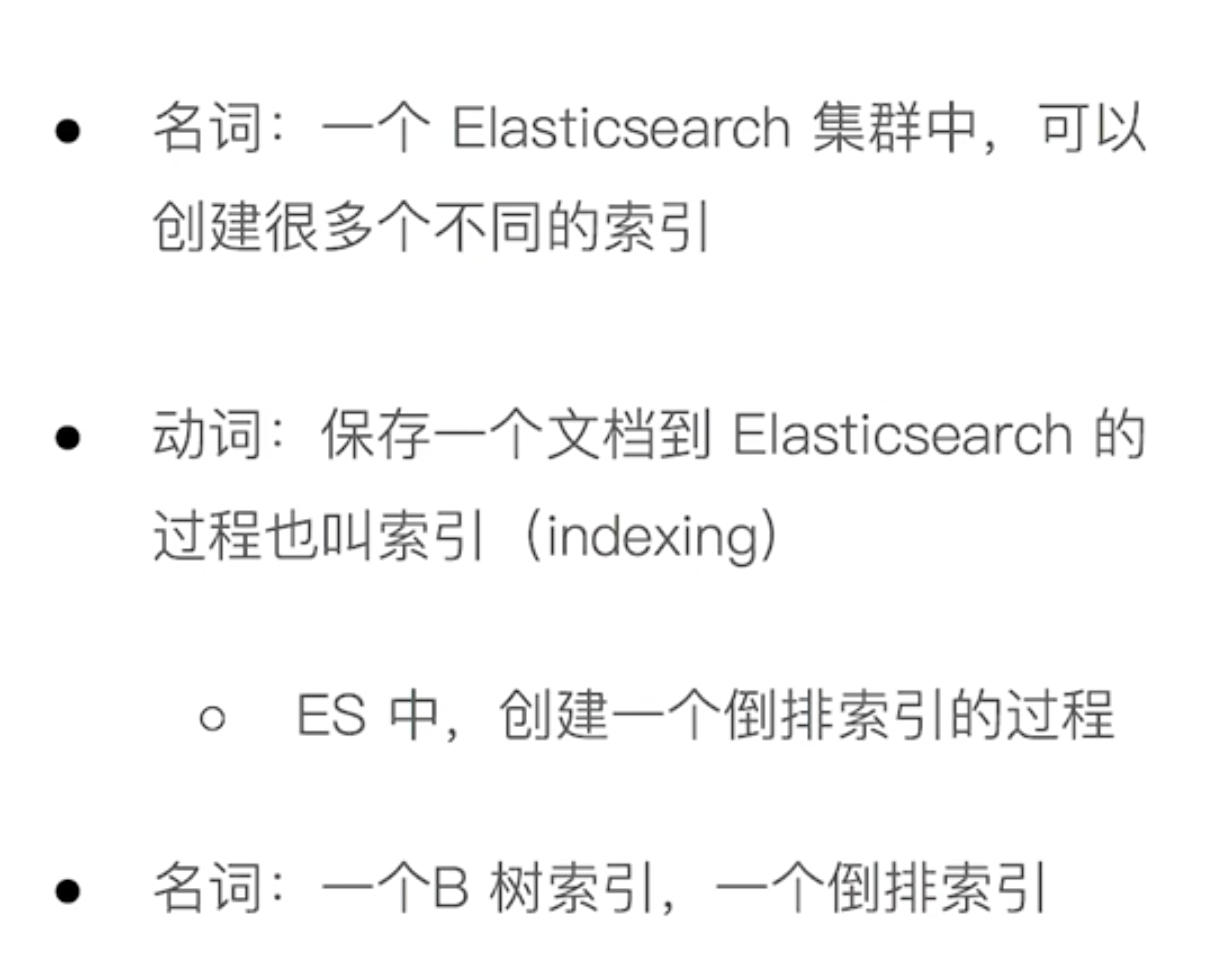 • 名词：一个 Elasticsearch 集群中，可以
创建很多个不同的索引
• 动词：保存一个文档到 Elasticsearch 的
过程也叫索引（indexing）
○ ES 中，创建一个倒排索引的过程
• 名词：一个B 树索引，一个倒排索引